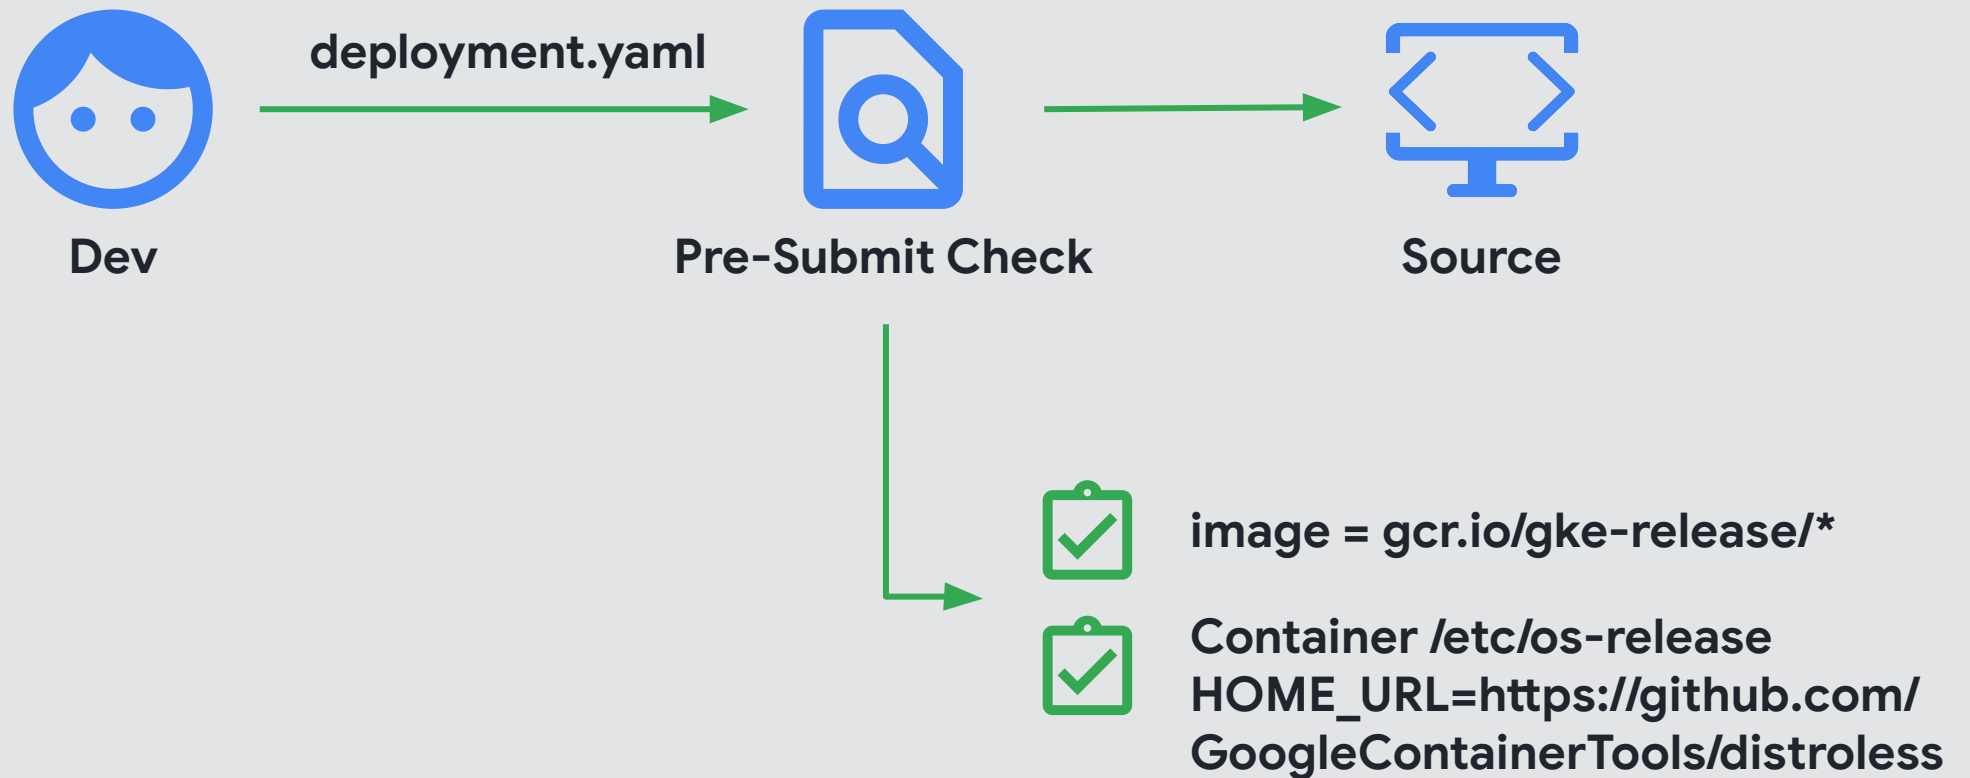 deployment.yaml
Dev
Pre-Submit Check
Source
image = gcr.io/gke-release/*
Container /etc/os-release
HOME_URL=https://github.com/
GoogleContainerTools/distroless